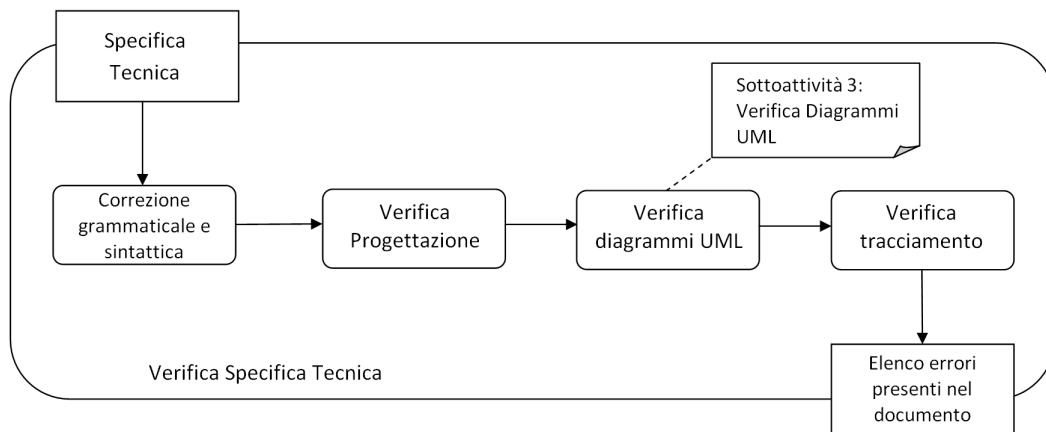 Specifica
Tecnica
Sottoattività 3:
Verifica Diagrammi
UML
Correzione
grammaticale e
sintattica
Verifica
Progettazione
Verifica
diagrammi UML
Verifica
tracciamento
Verifica Specifica Tecnica
Elenco errori
presenti nel
documento